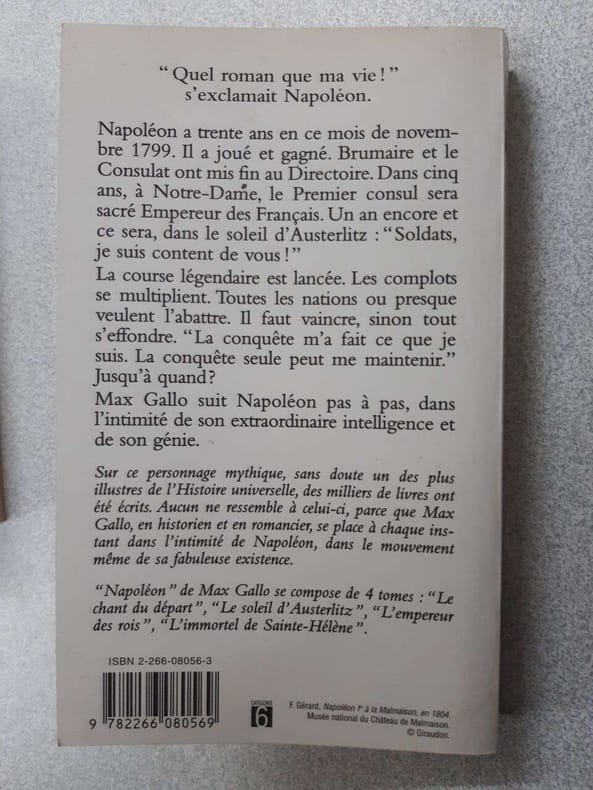 “Quel roman que ma vie!”
s’exclamait Napoléon.
Napoléon a trente ans en ce mois de novem-
bre 1799. Il a joué et gagné. Brumaire et le
Consulat ont mis fin au Directoire. Dans cinq
ans, à Notre-Dame, le Premier consul sera
sacré Empereur des Français. Un an encore et
ce sera, dans le soleil d’Austerlitz : “Soldats,
je suis content de vous !”
La course légendaire est lancée. Les complots
se multiplient. Toutes les nations ou presque
veulent l’abattre. Il faut vaincre, sinon tout
s’effondre. “La conquête m’a fait ce que je
suis. La conquête seule peut me maintenir.”
Jusqu’à quand?
Max Gallo suit Napoléon pas à pas, dans
l’intimité de son extraordinaire intelligence et
de son génie.
Sur ce personnage mythique, sans doute un des plus
illustres de l’Histoire universelle, des milliers de livres ont
été écrits. Aucun ne ressemble à celui-ci, parce que Max
Gallo, en historien et en romancier, se place à chaque ins-
tant dans l’intimité de Napoléon, dans le mouvement
même de sa fabuleuse existence.
“Napoléon” de Max Gallo se compose de 4 tomes : “Le
chant du départ”, “Le soleil d’Austerlitz”, “L’empereur
des rois”, “L’immortel de Sainte-Hélène”.
ISBN 2-266-08056-3
9 782266 080569
CATÉGORIE
6
F. Gérard, Napoléon Iᵉʳ à la Malmaison, en 1804.
Musée national du Château de Malmaison.
© Giraudon.